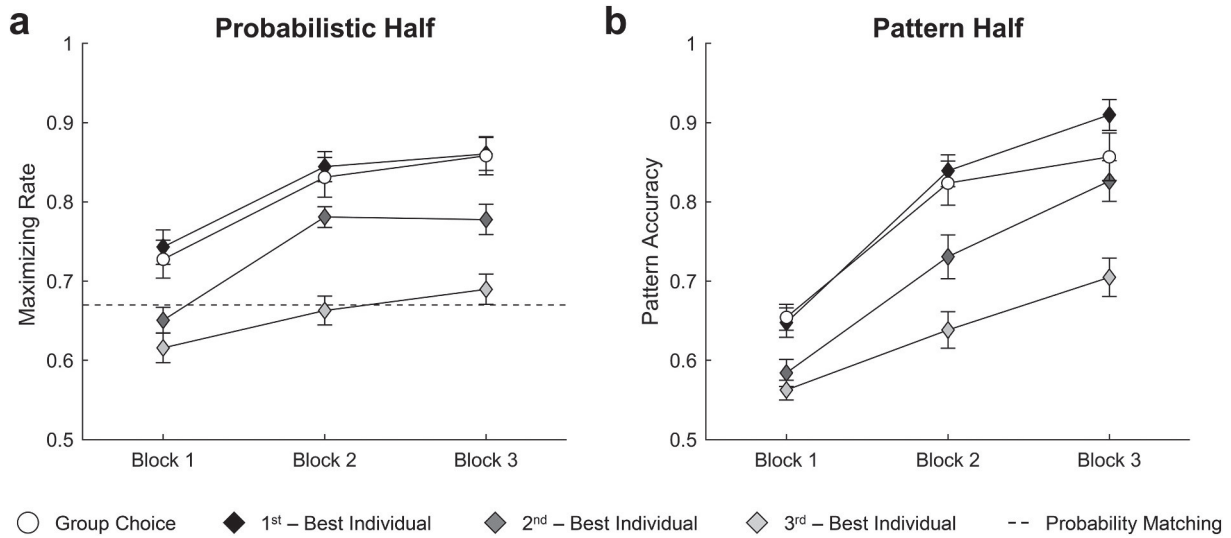 a
Probabilistic Half
Maximizing Rate
1
0.9
0.8
0.7
0.6
0.5
Block 1
Block 2
Block 3
b
Pattern Half
Pattern Accuracy
1
0.9
0.8
0.7
0.6
0.5
Block 1
Block 2
Block 3
Group Choice
1st – Best Individual
2nd – Best Individual
3rd – Best Individual
Probability Matching